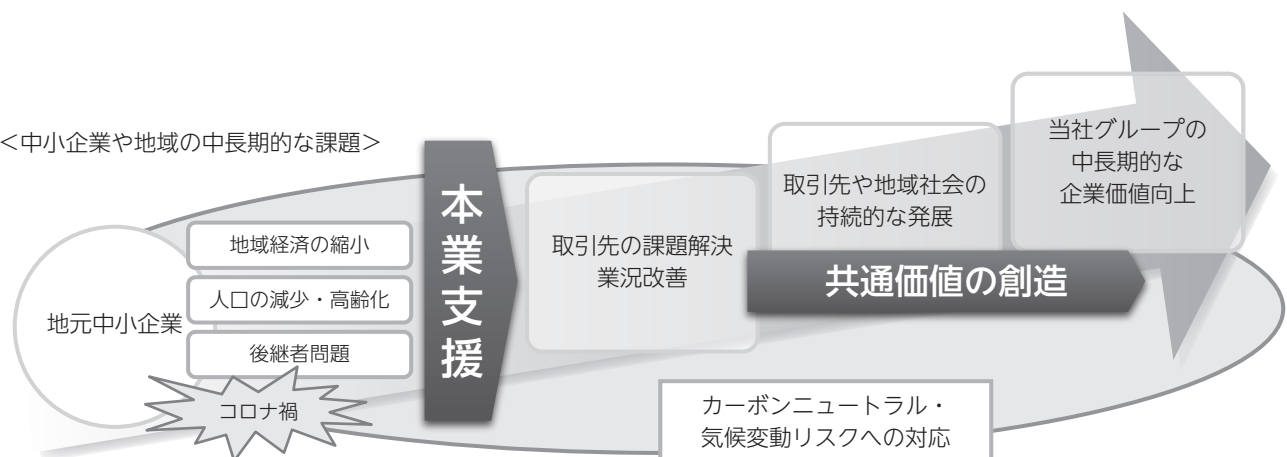 ＜中小企業や地域の中長期的な課題＞
地元中小企業
地域経済の縮小
人口の減少・高齢化
後継者問題
コロナ禍
本業支援
取引先の課題解決
業況改善
取引先や地域社会の
持続的な発展
当社グループの
中長期的な
企業価値向上
共通価値の創造
カーボンニュートラル・
気候変動リスクへの対応